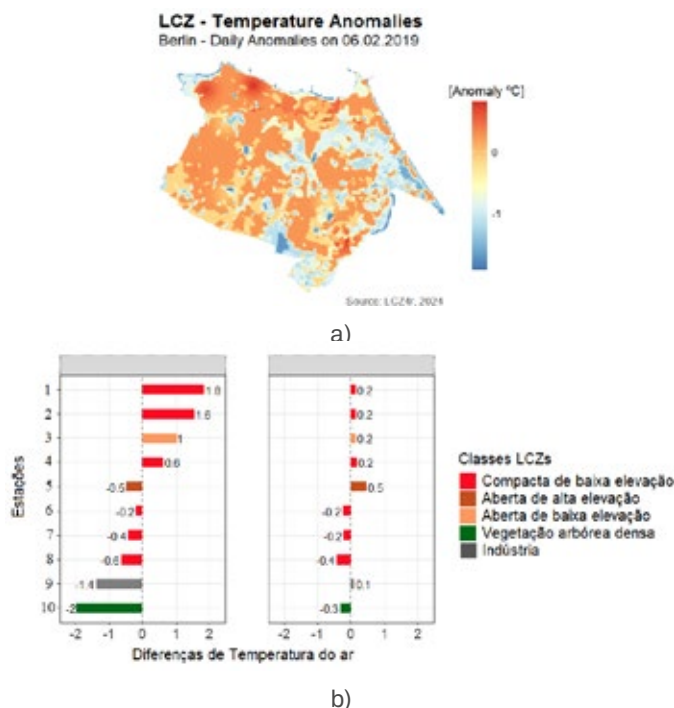 LCZ - Temperature Anomalies
Berlin - Daily Anomalies on 06.02.2019
[Anomaly ºC]
0
-1
Source: LCZ4r, 2024
a)
Estações
1
1.8
0.2
2
1.6
0.2
3
1
0.2
4
0.6
0.2
5
-0.5
0.5
6
-0.2
-0.2
7
-0.4
-0.2
8
-0.6
-0.4
9
-1.4
0.1
10
-2
-0.3
-2 -1 0 1 2
-2 -1 0 1 2
Diferenças de Temperatura do ar
Classes LCZs
Compacta de baixa elevação
Aberta de alta elevação
Aberta de baixa elevação
Vegetação arbórea densa
Indústria
b)